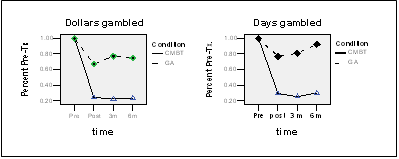 Dollars gambled
Percent Pre-Tx
1.00
0.80
0.60
0.40
0.20
Pre
Post
3m
6m
time
Condition
CMBT
GA
Days gambled
Percent Pre-Tx.
1.00
0.80
0.60
0.40
0.20
Pre
post
3 m
6 m
time
Condition
CMBT
GA